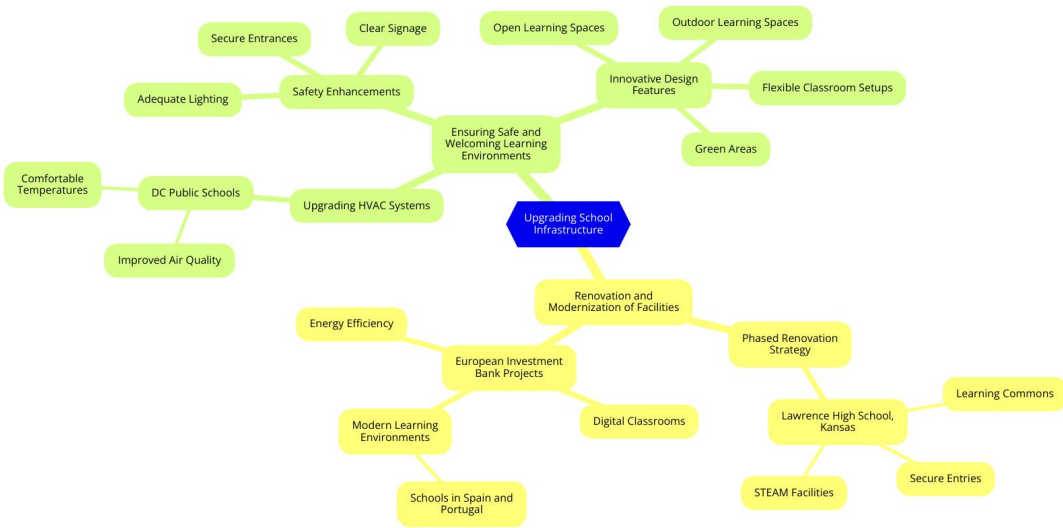 Clear Signage
Outdoor Learning Spaces
Open Learning Spaces
Secure Entrances
Innovative Design
Features
Flexible Classroom Setups
Safety Enhancements
Adequate Lighting
Ensuring Safe and
Welcoming Learning
Environments
Green Areas
Comfortable
Temperatures
DC Public Schools
Upgrading HVAC Systems
Upgrading School
Infrastructure
Improved Air Quality
Renovation and
Modernization of Facilities
Energy Efficiency
Phased Renovation
Strategy
European Investment
Bank Projects
Learning Commons
Lawrence High School,
Kansas
Digital Classrooms
Modern Learning
Environments
Secure Entries
STEAM Facilities
Schools in Spain and
Portugal